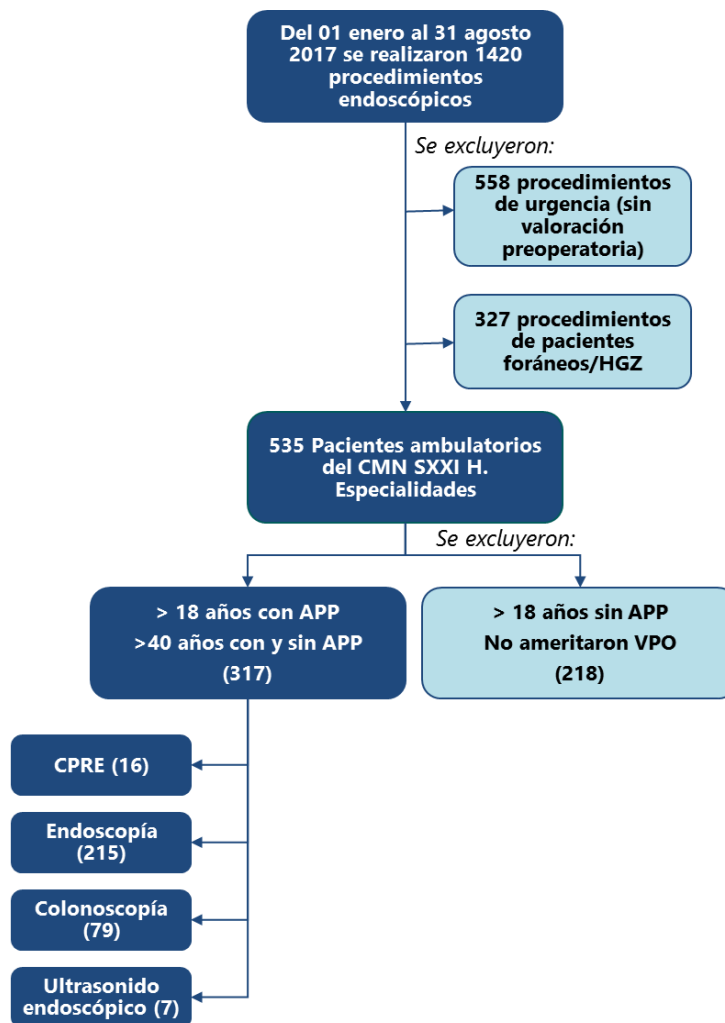 Del 01 enero al 31 agosto
2017 se realizaron 1420
procedimientos
endoscópicos
Se excluyeron:
558 procedimientos
de urgencia (sin
valoración
preoperatoria)
327 procedimientos
de pacientes
foráneos/HGZ
535 Pacientes ambulatorios
del CMN SXXI H.
Especialidades
Se excluyeron:
> 18 años con APP
>40 años con y sin APP
(317)
> 18 años sin APP
No ameritaron VPO
(218)
CPRE (16)
Endoscopía
(215)
Colonoscopía
(79)
Ultrasonido
endoscópico (7)